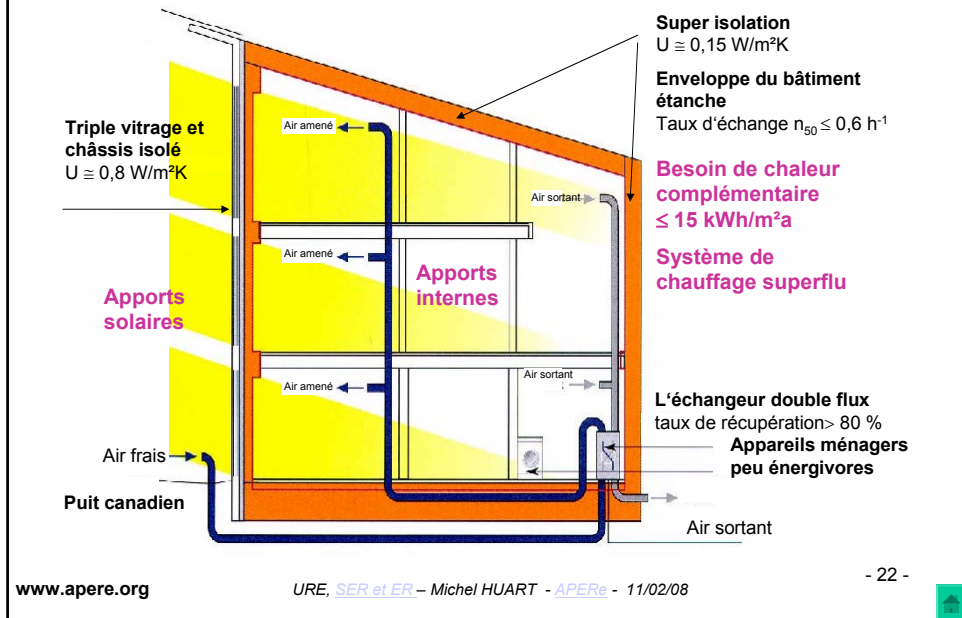 Super isolation
U ≅ 0,15 W/m²K
Enveloppe du bâtiment
étanche
Taux d'échange n50 ≤ 0,6 h-1
Triple vitrage et
châssis isolé
U ≅ 0,8 W/m²K
Air amené
Air sortant
Besoin de chaleur
complémentaire
≤ 15 kWh/m²a
Système de
chauffage superflu
Air amené
Apports
solaires
Apports
internes
Air amené
Air sortant
L'échangeur double flux
taux de récupération> 80 %
Appareils ménagers
peu énergivores
Air frais
Puit canadien
Air sortant
www.apere.org
URE, SER et ER – Michel HUART - APERe - 11/02/08
- 22 -